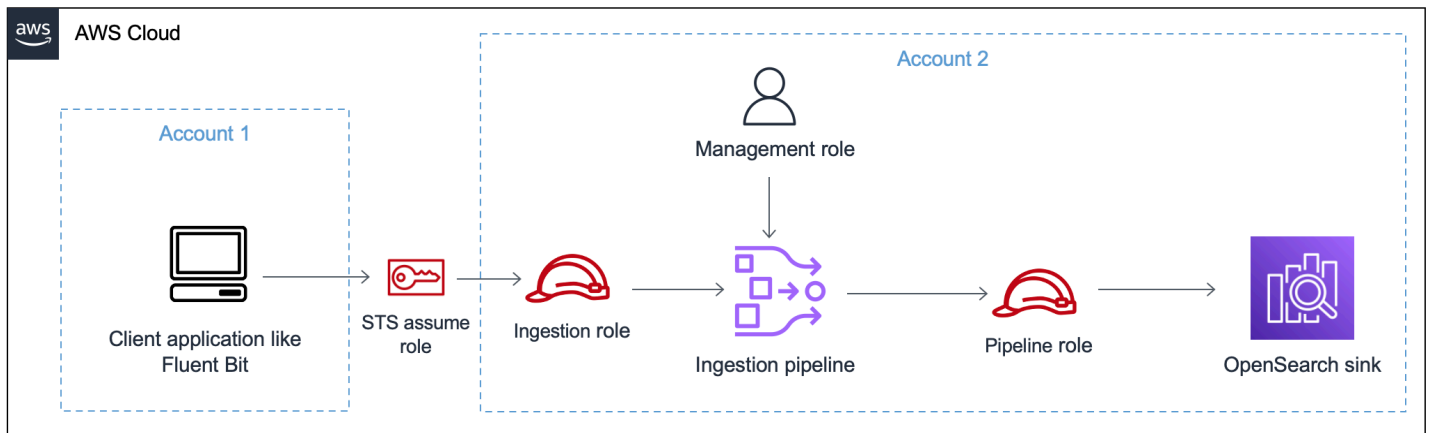 aws
AWS Cloud
Account 2
Account 1
Management role
STS assume
role
Ingestion role
Client application like
Fluent Bit
Ingestion pipeline
Pipeline role
OpenSearch sink